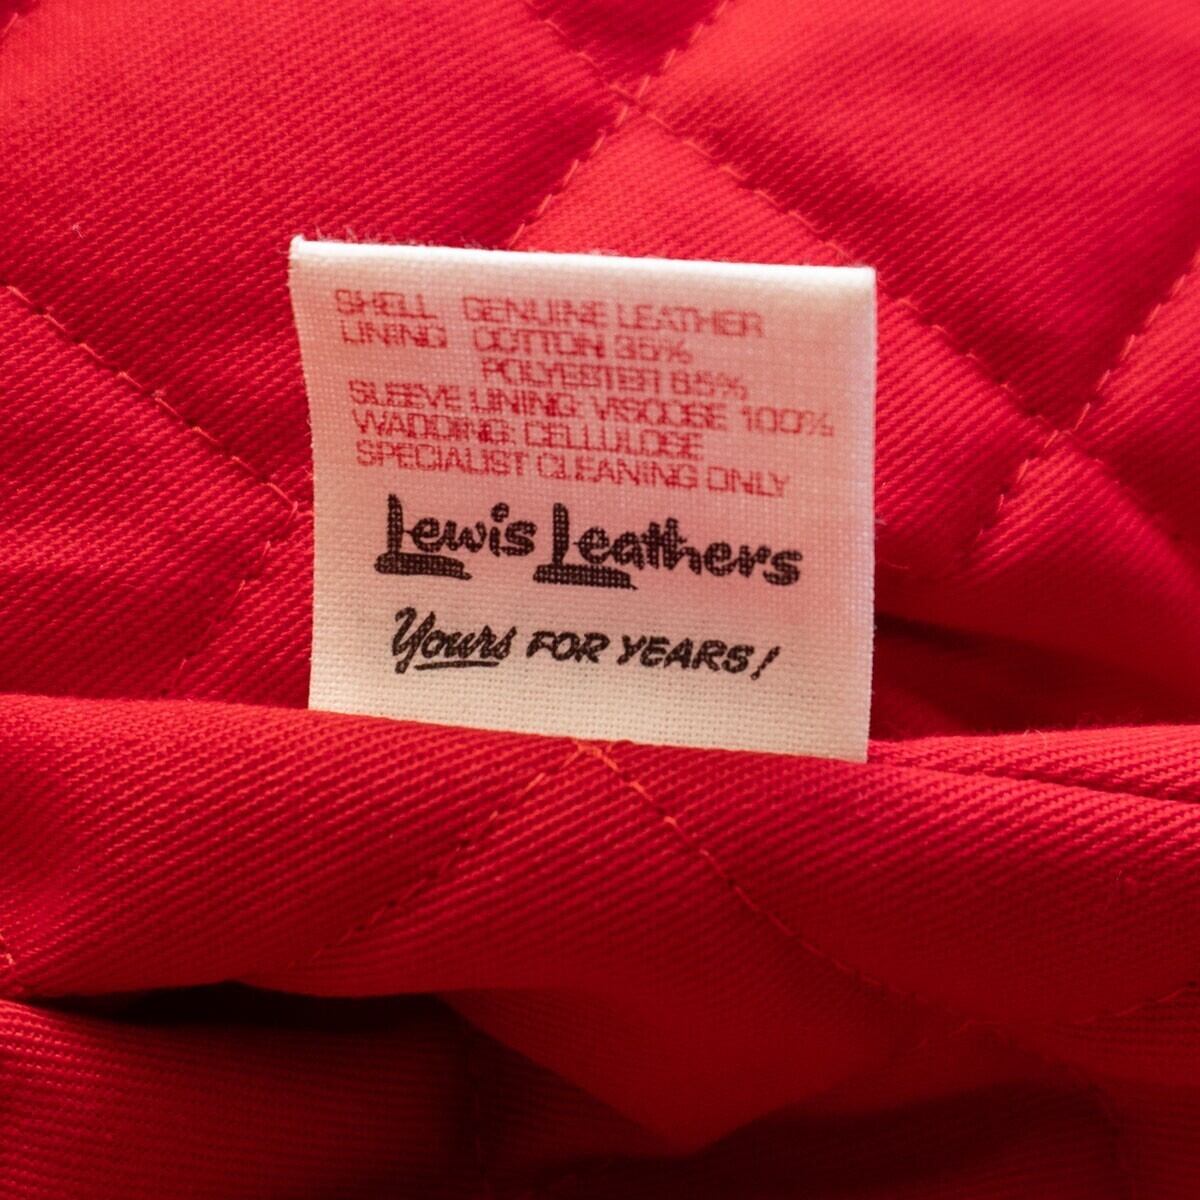 SHELL GENUINE LEATHER
LINING COTTON 35%
POLYESTER 65%
SLEEVE LINING: VISCOSE 100%
WADDING: CELLULOSE
SPECIALIST CLEANING ONLY
Lewis Leathers
Yours FOR YEARS!